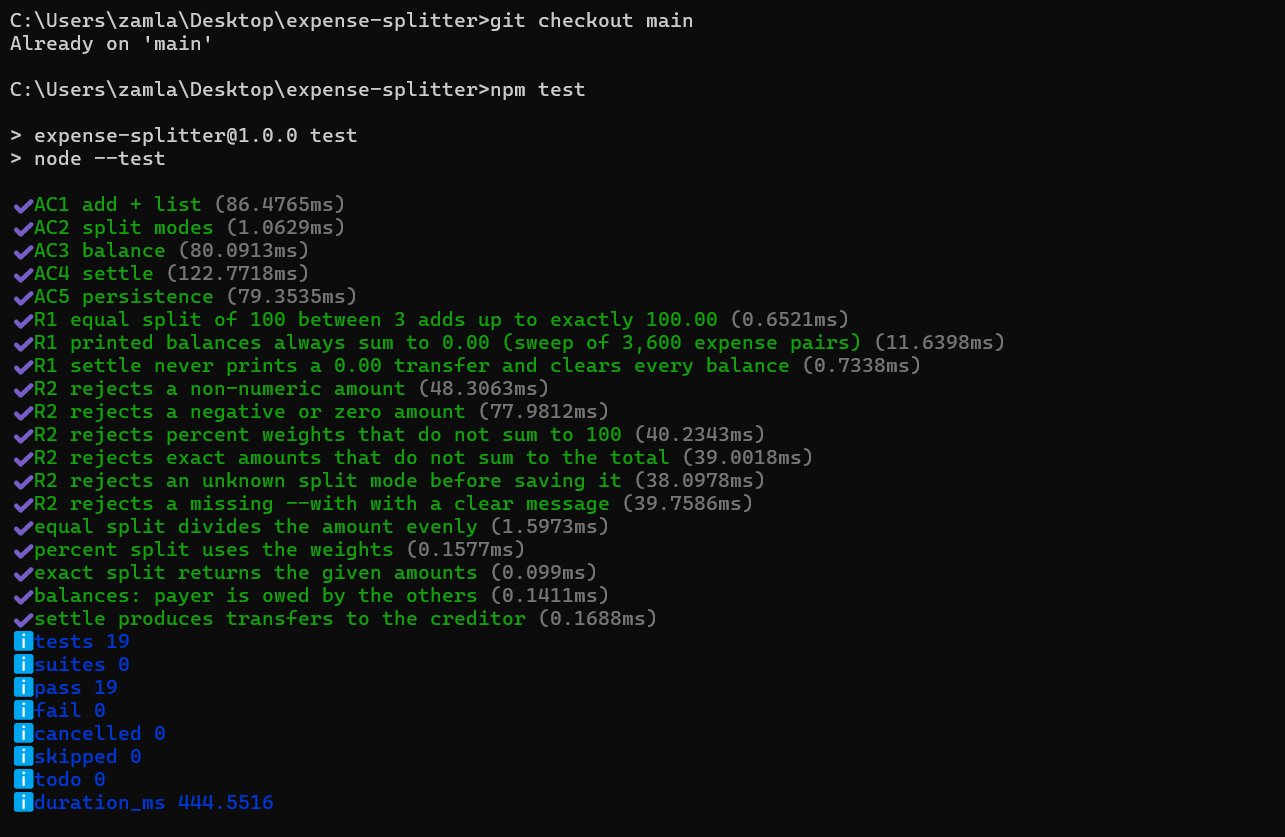 C:\Users\zamla\Desktop\expense-splitter>git checkout main
Already on 'main'
C:\Users\zamla\Desktop\expense-splitter>npm test
> expense-splitter@1.0.0 test
> node --test
✔AC1 add + list (86.4765ms)
✔AC2 split modes (1.0629ms)
✔AC3 balance (80.0913ms)
✔AC4 settle (122.7718ms)
✔AC5 persistence (79.3535ms)
✔R1 equal split of 100 between 3 adds up to exactly 100.00 (0.6521ms)
✔R1 printed balances always sum to 0.00 (sweep of 3,600 expense pairs) (11.6398ms)
✔R1 settle never prints a 0.00 transfer and clears every balance (0.7338ms)
✔R2 rejects a non-numeric amount (48.3063ms)
✔R2 rejects a negative or zero amount (77.9812ms)
✔R2 rejects percent weights that do not sum to 100 (40.2343ms)
✔R2 rejects exact amounts that do not sum to the total (39.0018ms)
✔R2 rejects an unknown split mode before saving it (38.0978ms)
✔R2 rejects a missing --with with a clear message (39.7586ms)
✔equal split divides the amount evenly (1.5973ms)
✔percent split uses the weights (0.1577ms)
✔exact split returns the given amounts (0.099ms)
✔balances: payer is owed by the others (0.1411ms)
✔settle produces transfers to the creditor (0.1688ms)
ℹtests 19
ℹsuites 0
ℹpass 19
ℹfail 0
ℹcancelled 0
ℹskipped 0
ℹtodo 0
ℹduration_ms 444.5516